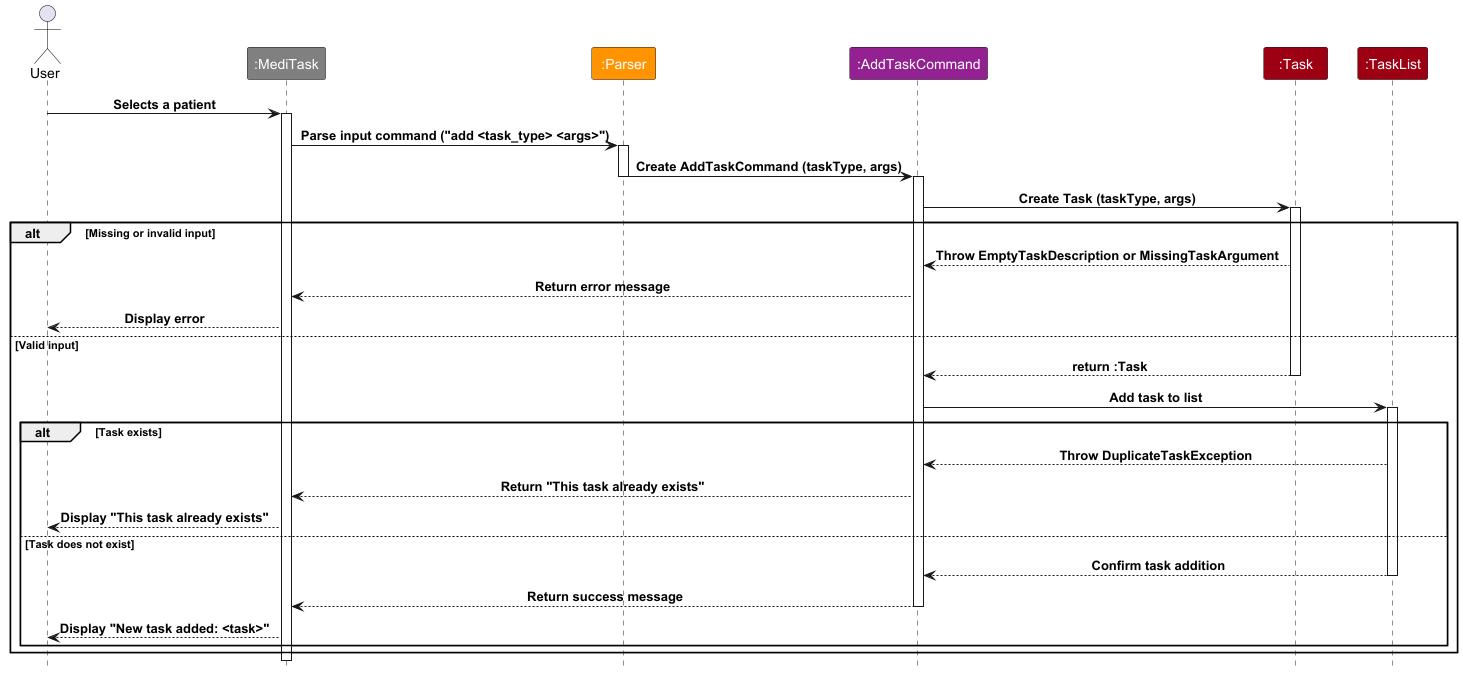 User
:MediTask
:Parser
:AddTaskCommand
:Task
:TaskList
Selects a patient
Parse input command ("add <task_type> <args>")
Create AddTaskCommand (taskType, args)
Create Task (taskType, args)
alt
[Missing or invalid input]
Throw EmptyTaskDescription or MissingTaskArgument
Return error message
Display error
[Valid input]
return :Task
Add task to list
alt
[Task exists]
Throw DuplicateTaskException
Return "This task already exists"
Display "This task already exists"
[Task does not exist]
Confirm task addition
Return success message
Display "New task added: <task>"